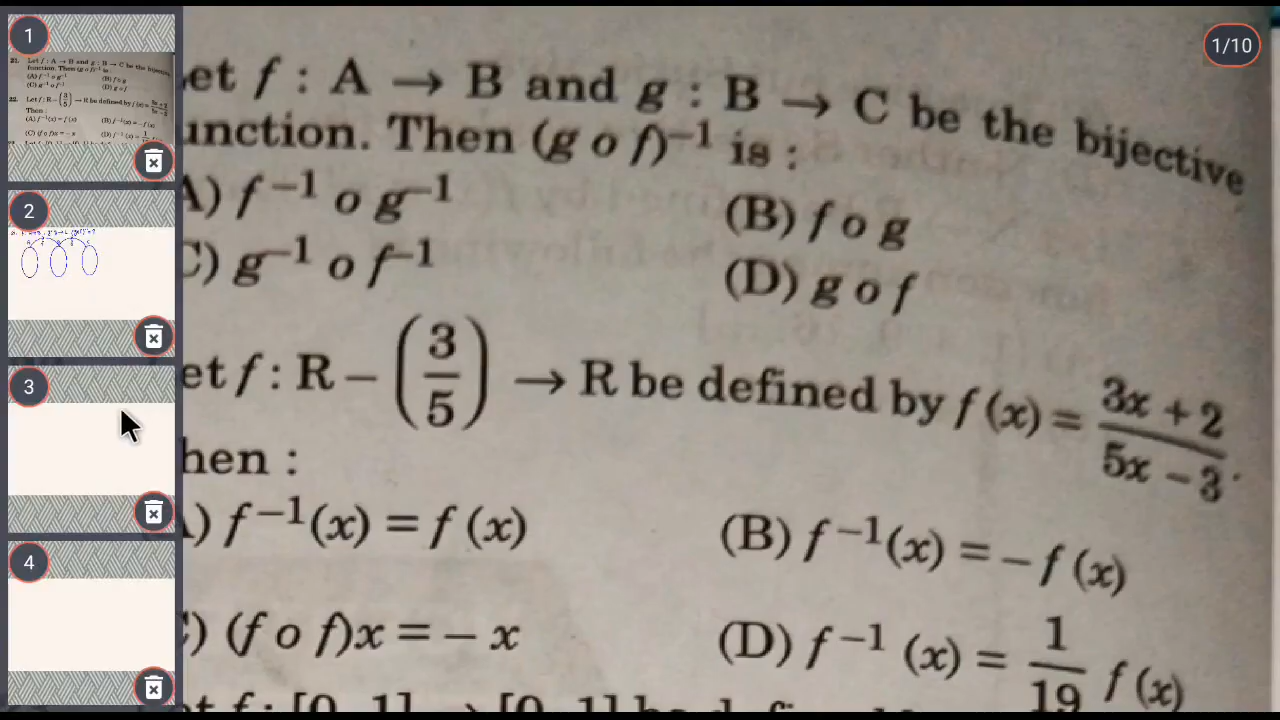 1/10
1
2
3
4
et f : A → B and g : B → C be the bijective
unction. Then (g o f)⁻¹ is :
A) f⁻¹ o g⁻¹ (B) f o g
C) g⁻¹ o f⁻¹ (D) g o f
et f : R – (3/5) → R be defined by f(x) = (3x + 2)/(5x – 3).
hen :
A) f⁻¹(x) = f(x) (B) f⁻¹(x) = – f(x)
C) (f o f)x = – x (D) f⁻¹(x) = 1/19 f(x)